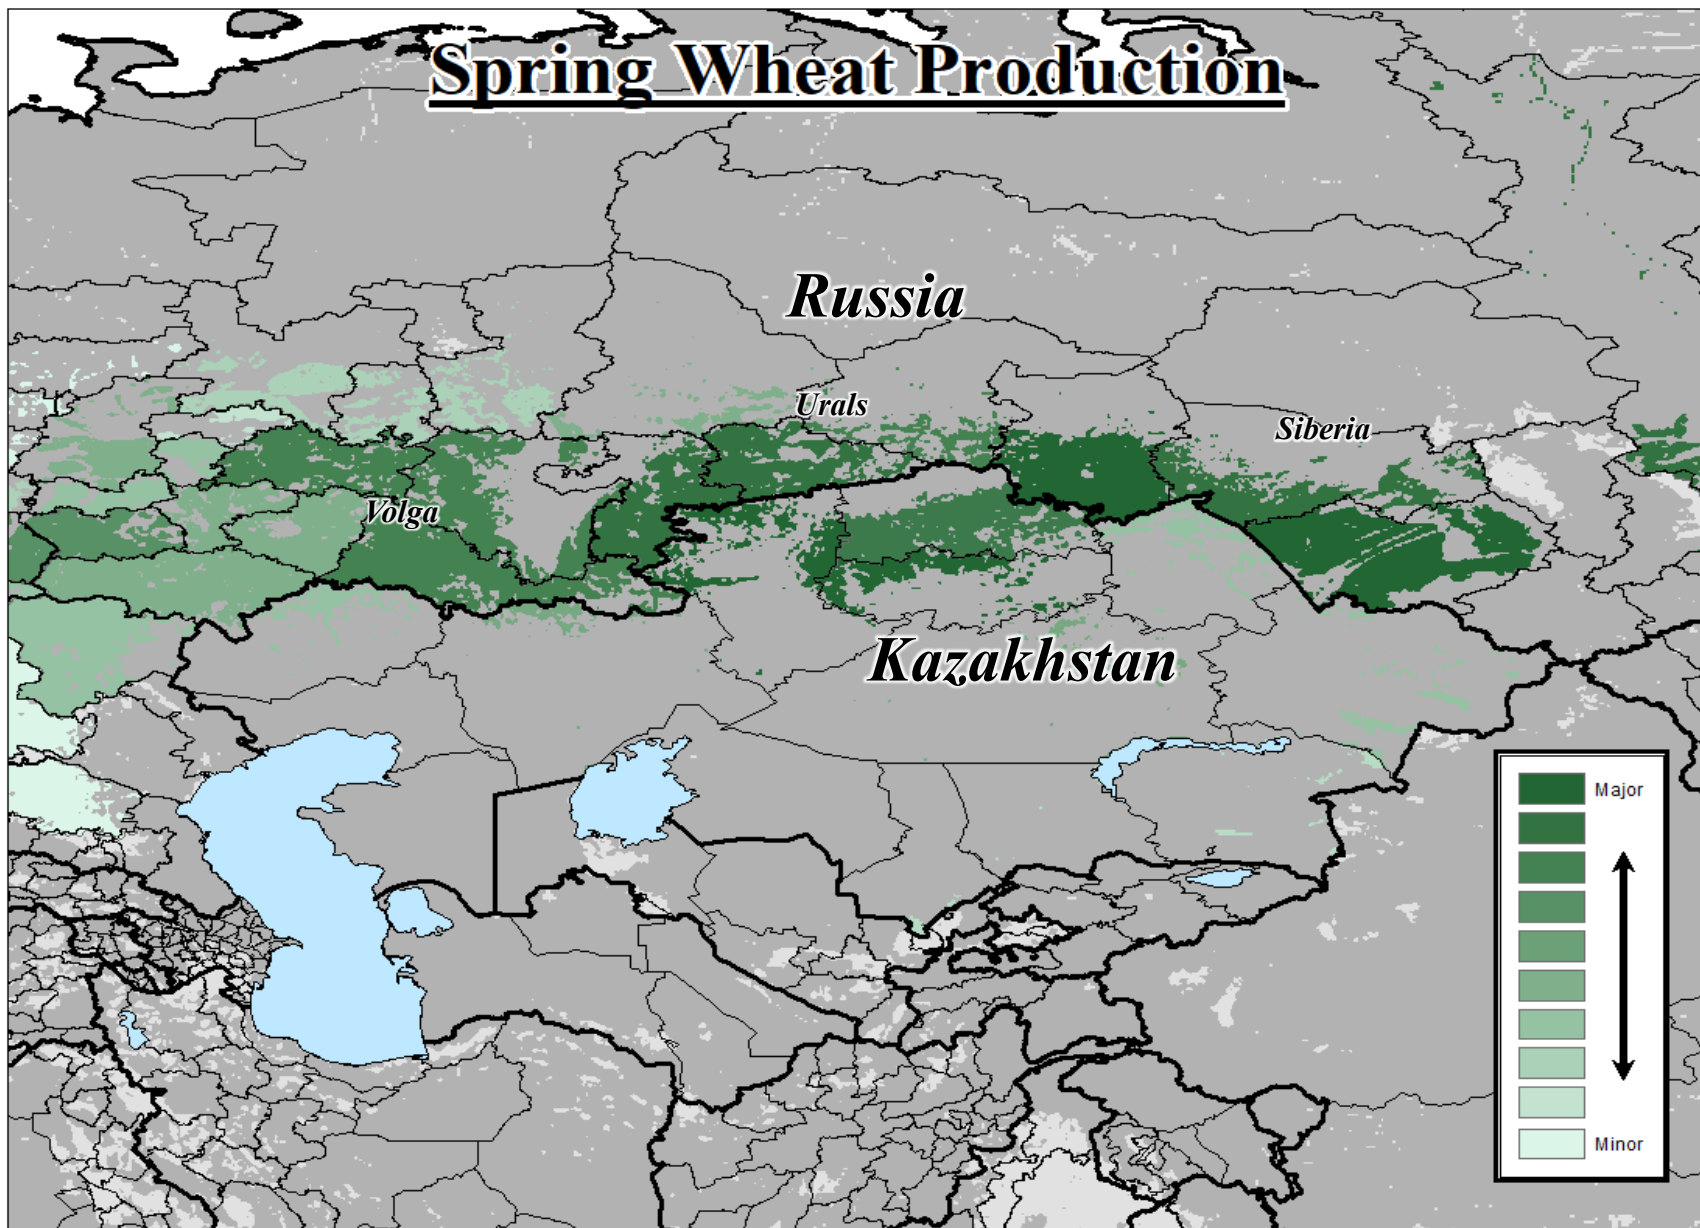 Spring Wheat Production
Russia
Urals
Siberia
Volga
Kazakhstan
Major
Minor